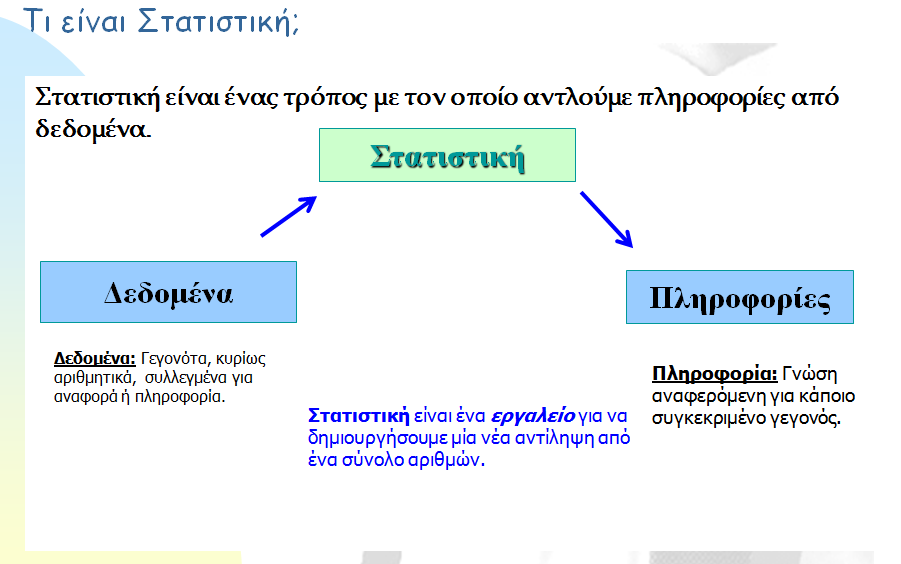 Τι είναι Στατιστική;
Στατιστική είναι ένας τρόπος με τον οποίο αντλούμε πληροφορίες από
δεδομένα.
Στατιστική
Δεδομένα
Πληροφορίες
Δεδομένα: Γεγονότα, κυρίως
αριθμητικά, συλλεγμένα για
αναφορά ή πληροφορία.
Πληροφορία: Γνώση
αναφερόμενη για κάποιο
συγκεκριμένο γεγονός.
Στατιστική είναι ένα εργαλείο για να
δημιουργήσουμε μία νέα αντίληψη από
ένα σύνολο αριθμών.